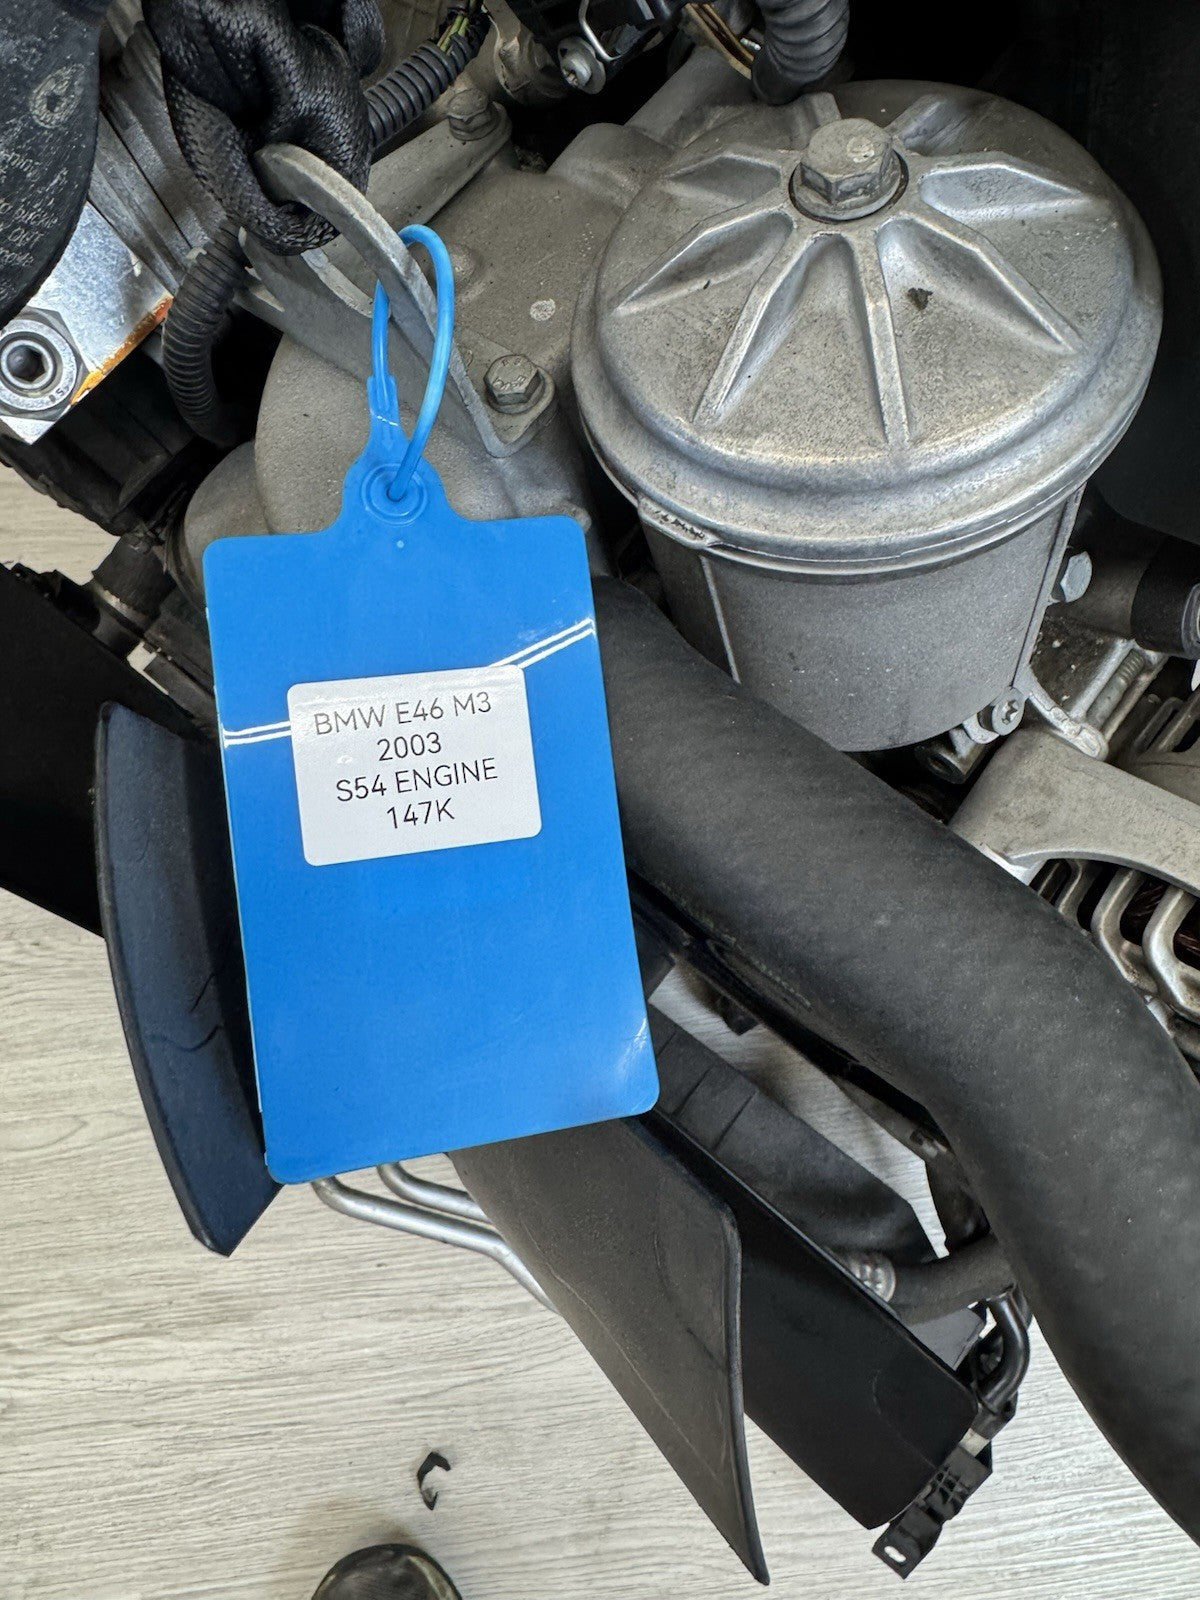 BMW E46 M3
2003
S54 ENGINE
147K